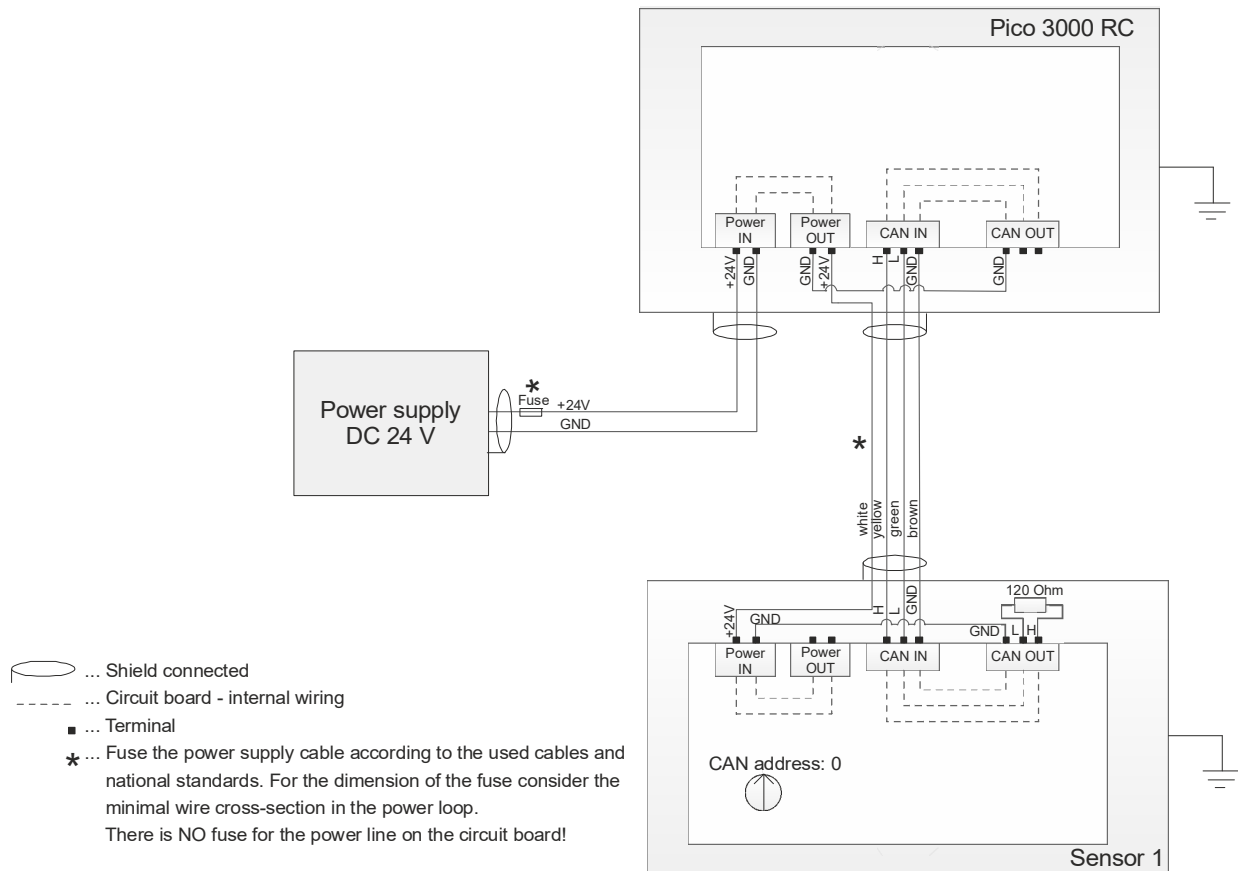 Pico 3000 RC
Power
IN
Power
OUT
CAN IN
CAN OUT
+24V
GND
GND
+24V
H
L
GND
GND
Power supply
DC 24 V
*
Fuse
+24V
GND
*
white
yellow
green
brown
120 Ohm
+24V
GND
H
L
GND
GND
L
H
Power
IN
Power
OUT
CAN IN
CAN OUT
CAN address: 0
Sensor 1
... Shield connected
... Circuit board - internal wiring
... Terminal
* ... Fuse the power supply cable according to the used cables and
national standards. For the dimension of the fuse consider the
minimal wire cross-section in the power loop.
There is NO fuse for the power line on the circuit board!